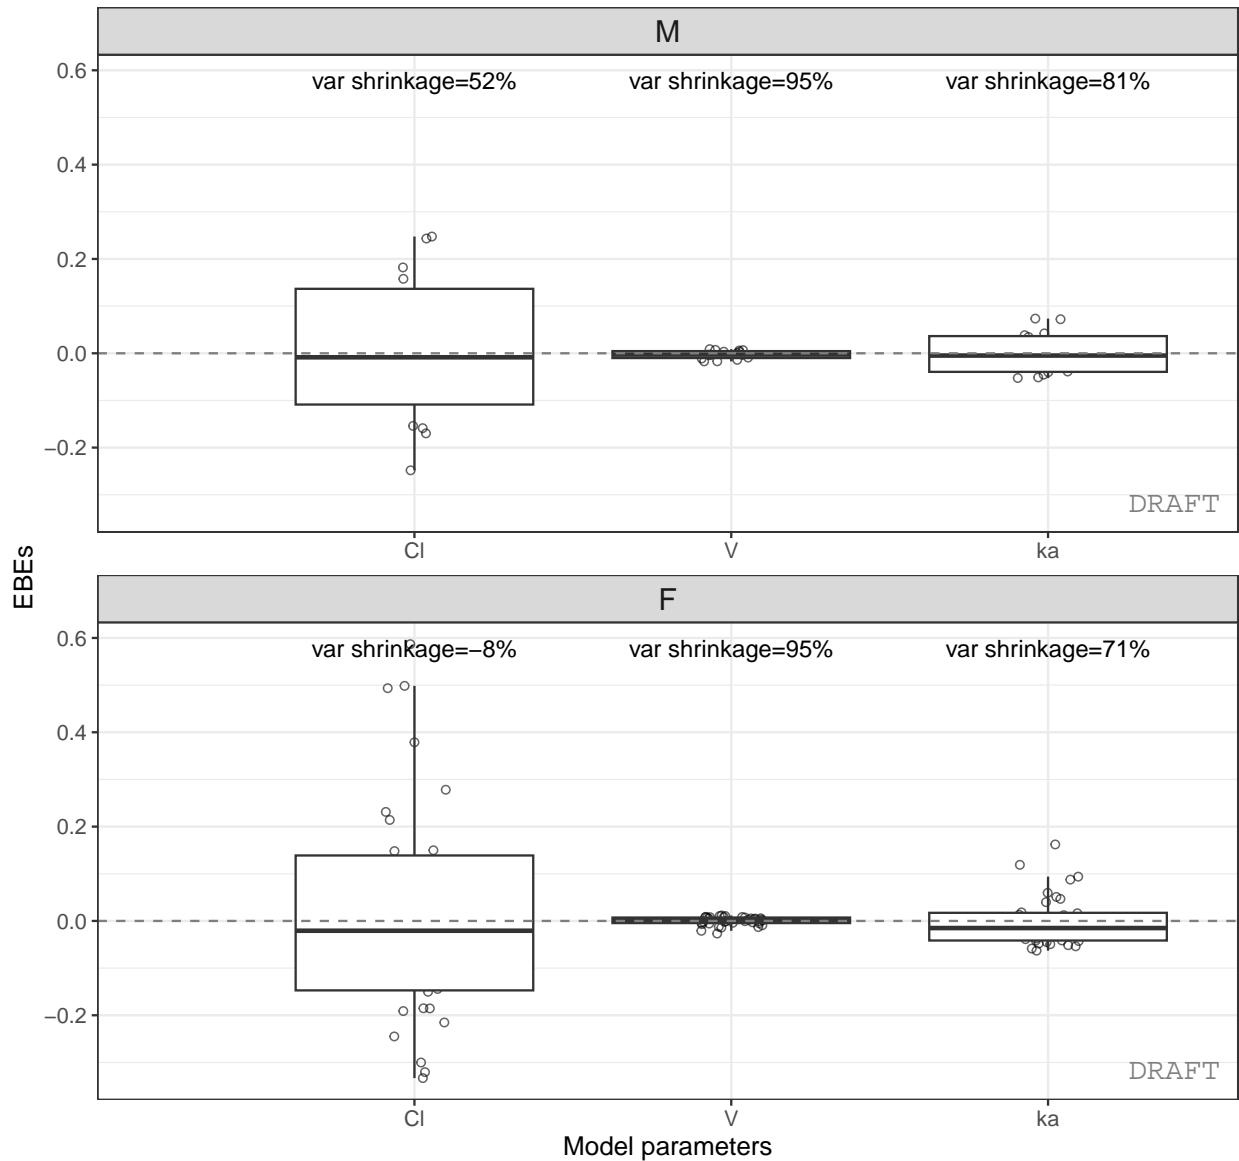 M
var shrinkage=52% var shrinkage=95% var shrinkage=81%
0.6
0.4
0.2
0.0
−0.2
DRAFT
Cl V ka
EBEs
F
var shrinkage=−8% var shrinkage=95% var shrinkage=71%
0.6
0.4
0.2
0.0
−0.2
DRAFT
Cl V ka
Model parameters